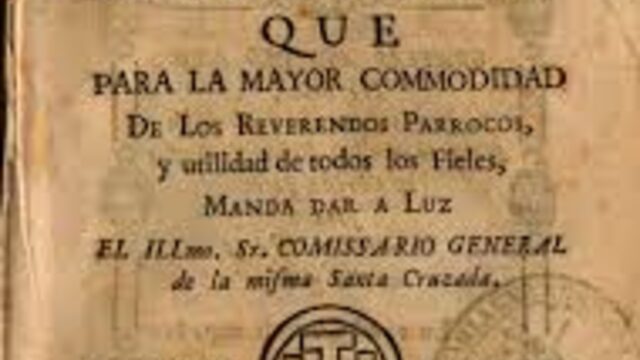 QUE
PARA LA MAYOR COMMODIDAD
DE LOS REVERENDOS PARROCOS,
y utilidad de todos los Fieles,
MANDA DAR A LUZ
EL ILLmo. Sr. COMISSARIO GENERAL
de la misma Santa Cruzada.